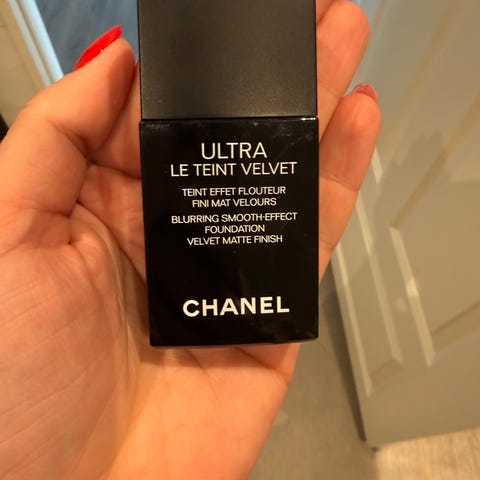 ULTRA
LE TEINT VELVET
TEINT EFFET FLOUTEUR
FINI MAT VELOURS
BLURRING SMOOTH-EFFECT
FOUNDATION
VELVET MATTE FINISH
CHANEL